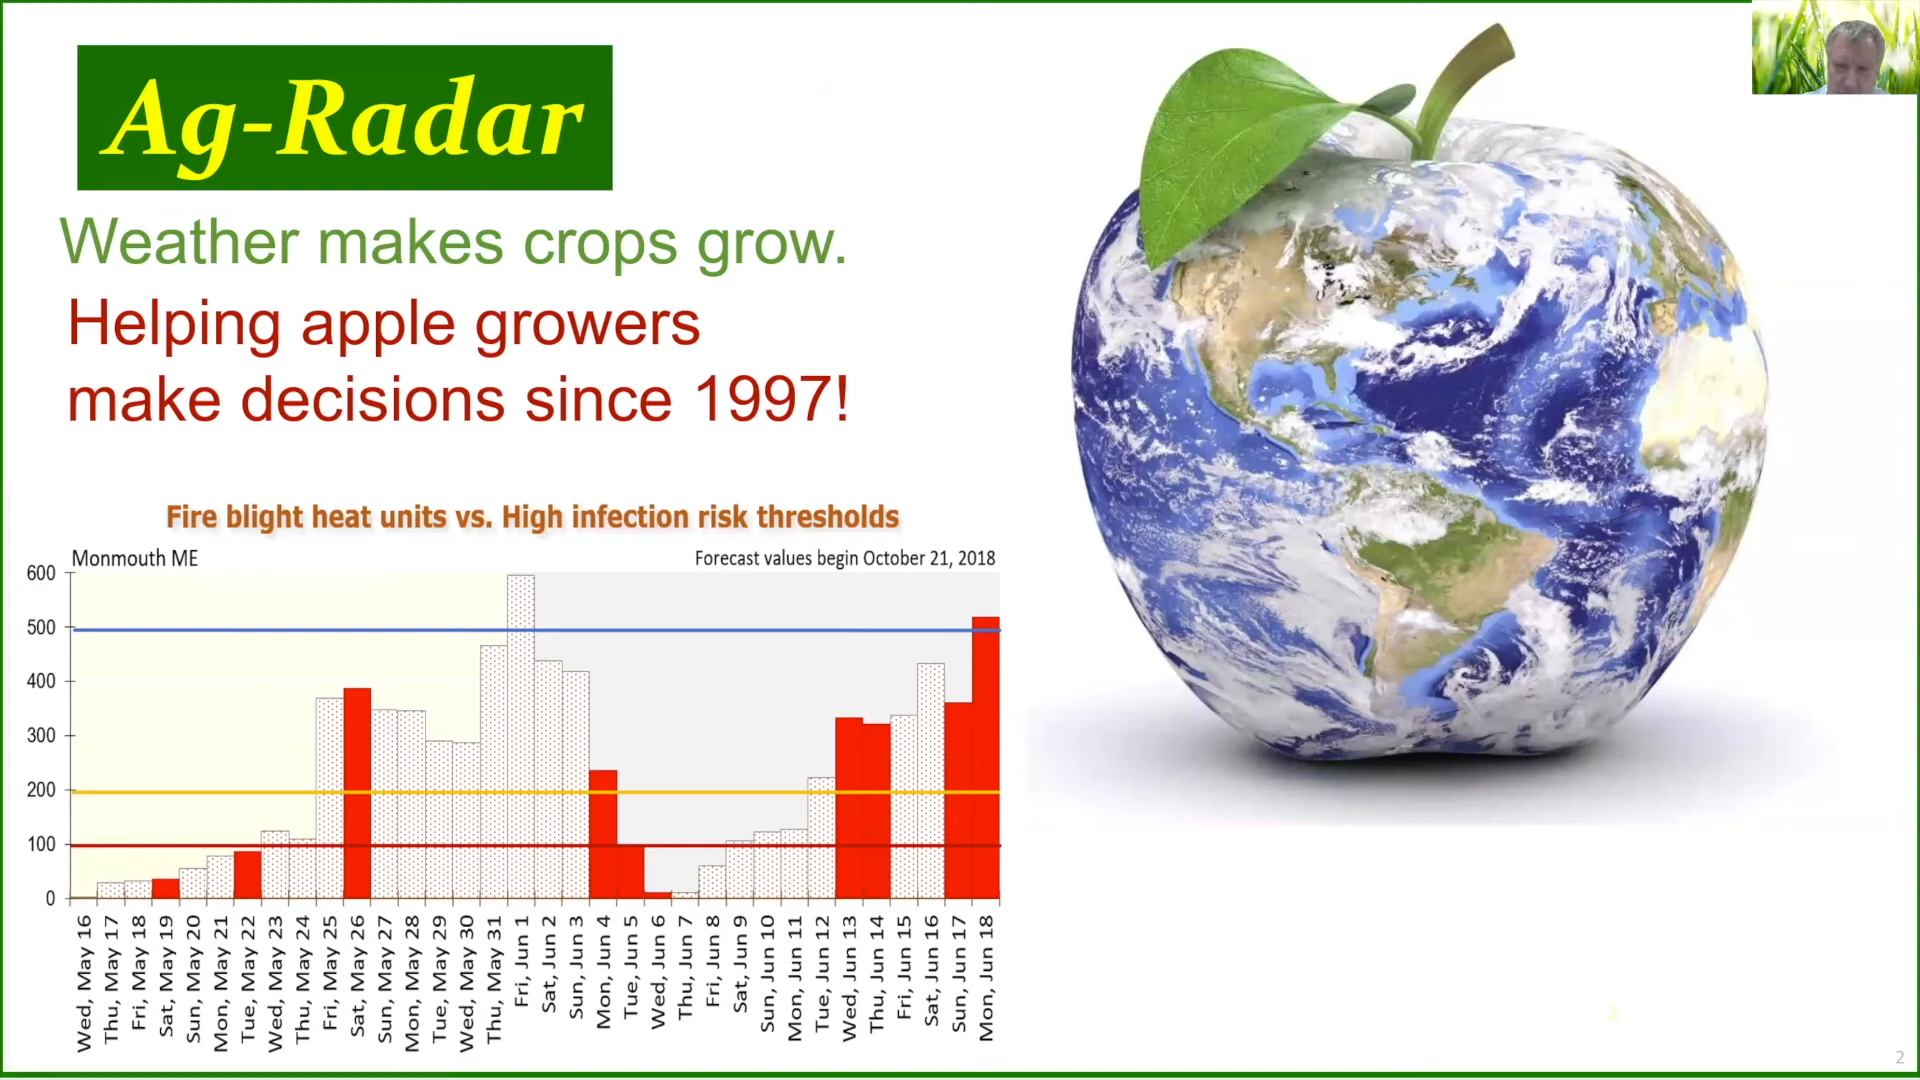 Ag-Radar
Weather makes crops grow.
Helping apple growers
make decisions since 1997!
Fire blight heat units vs. High infection risk thresholds
Monmouth ME
Forecast values begin October 21, 2018
600
500
400
300
200
100
0
Wed, May 16
Thu, May 17
Fri, May 18
Sat, May 19
Sun, May 20
Mon, May 21
Tue, May 22
Wed, May 23
Thu, May 24
Fri, May 25
Sat, May 26
Sun, May 27
Mon, May 28
Tue, May 29
Wed, May 30
Thu, May 31
Fri, Jun 1
Sat, Jun 2
Sun, Jun 3
Mon, Jun 4
Tue, Jun 5
Wed, Jun 6
Thu, Jun 7
Fri, Jun 8
Sat, Jun 9
Sun, Jun 10
Mon, Jun 11
Tue, Jun 12
Wed, Jun 13
Thu, Jun 14
Fri, Jun 15
Sat, Jun 16
Sun, Jun 17
Mon, Jun 18
2
2